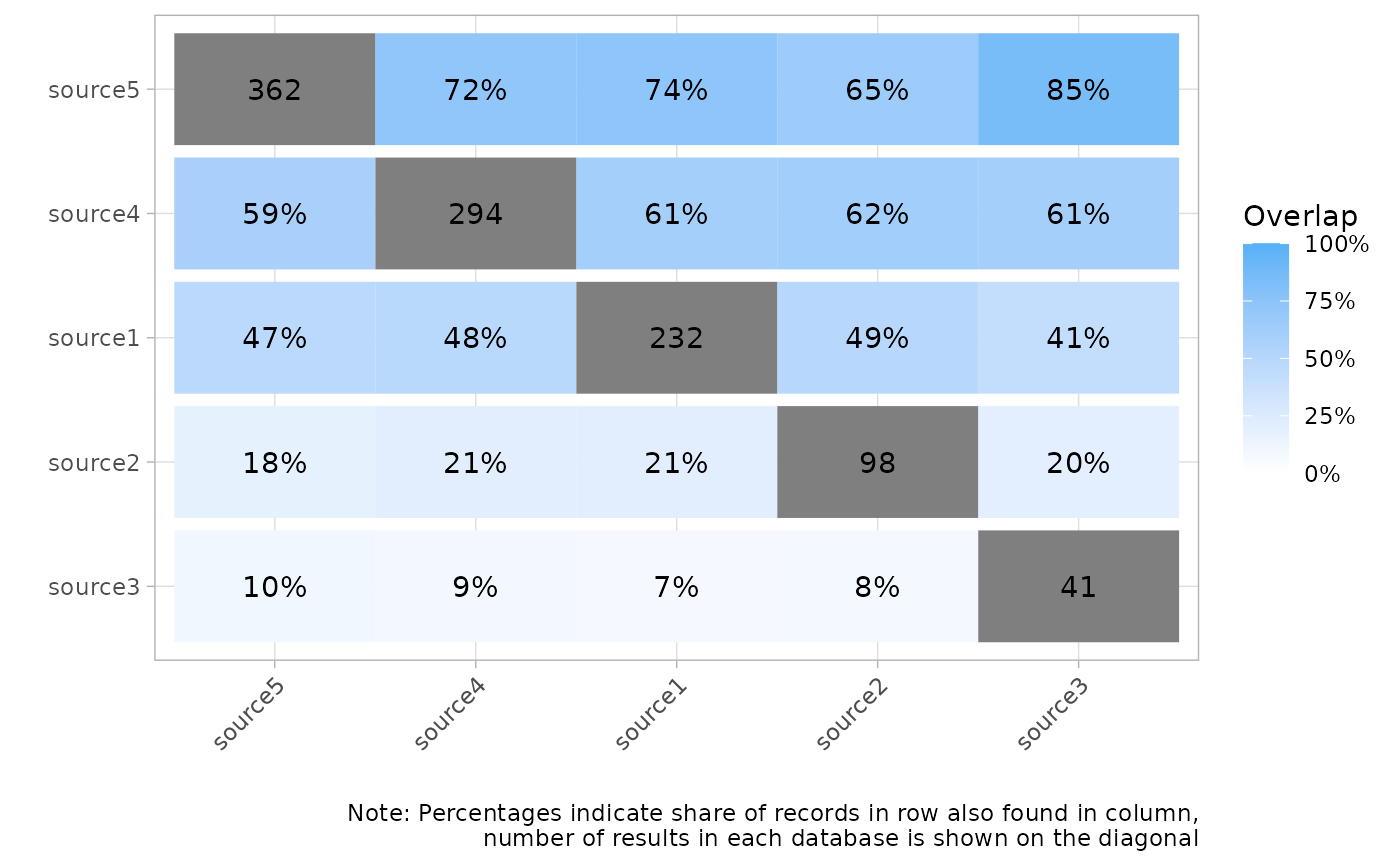 source5 362 72% 74% 65% 85%
source4 59% 294 61% 62% 61%
source1 47% 48% 232 49% 41%
source2 18% 21% 21% 98 20%
source3 10% 9% 7% 8% 41
source5 source4 source1 source2 source3
Overlap
100%
75%
50%
25%
0%
Note: Percentages indicate share of records in row also found in column,
number of results in each database is shown on the diagonal